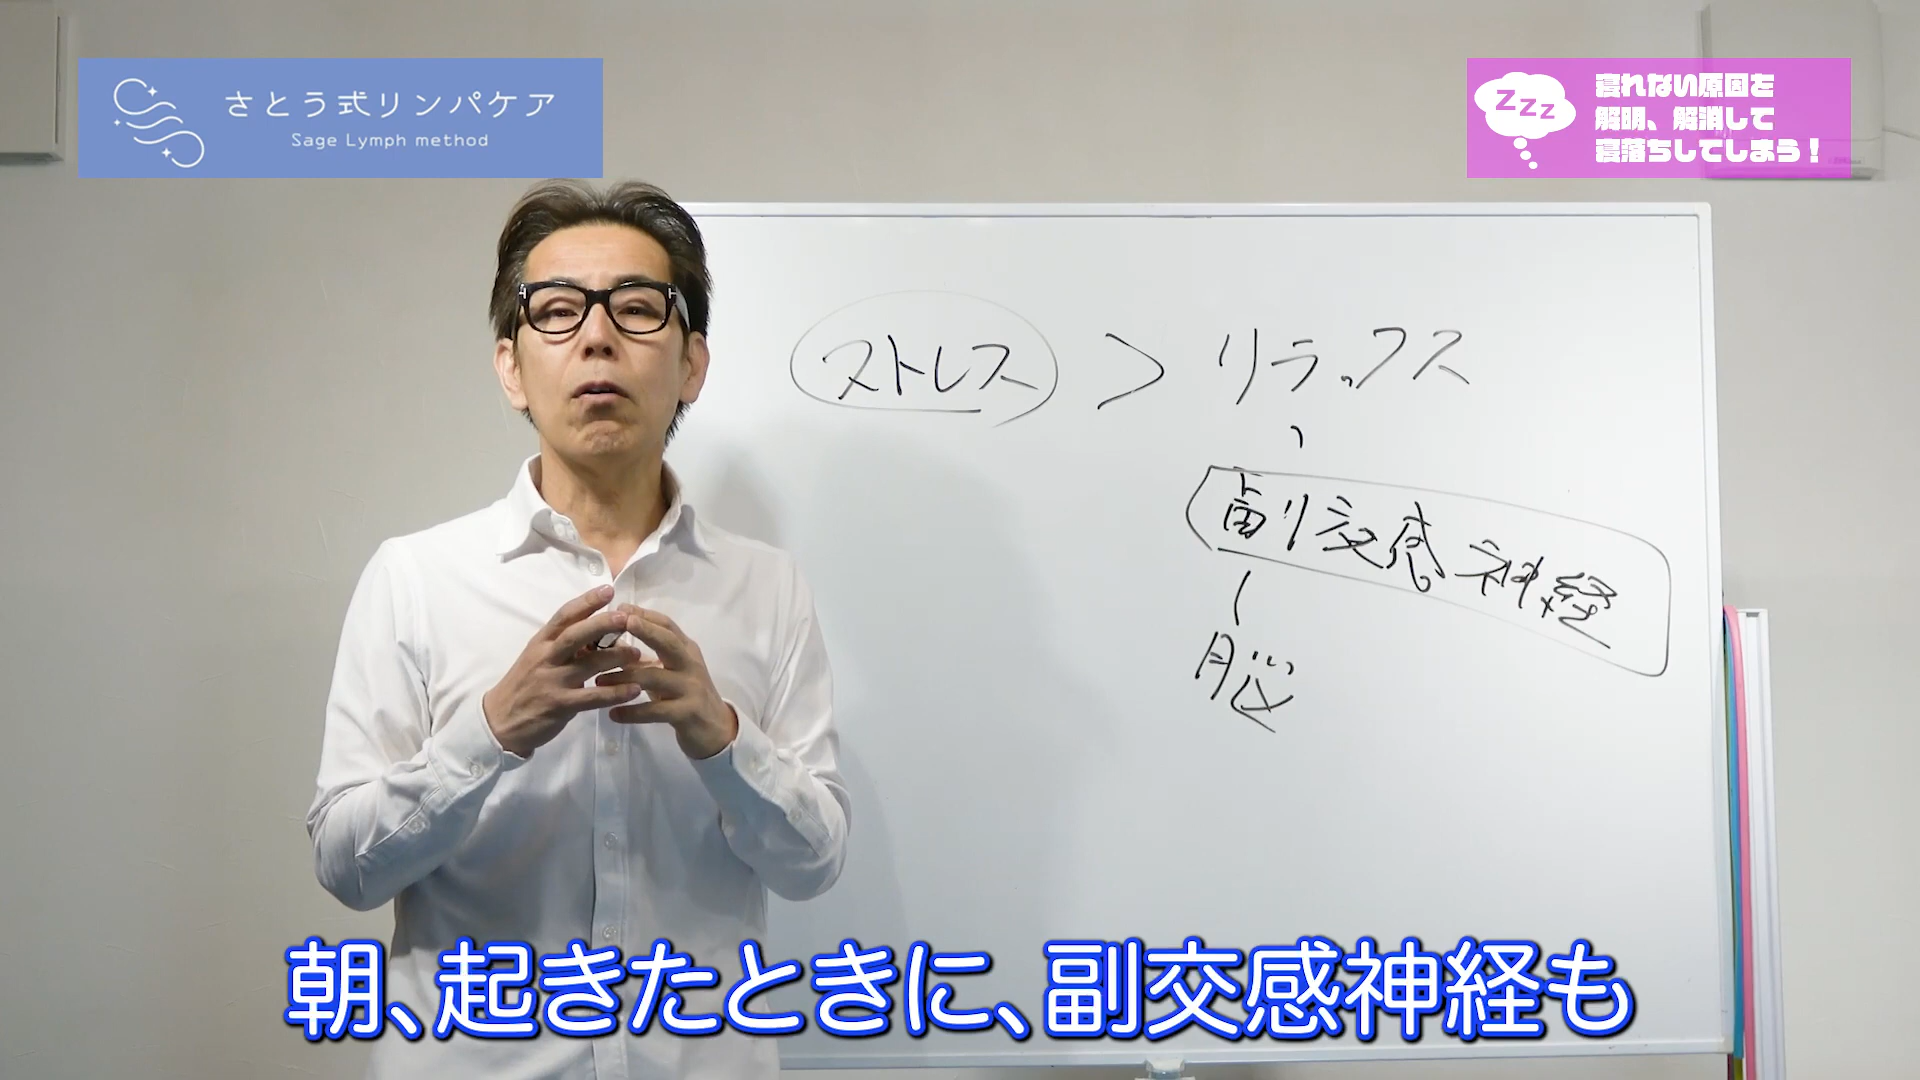 さとう式リンパケア
Sage Lymph method
zzz
寝れない原因を
解明、解消して
寝落ちしてしまう！
ストレス > リラックス
副交感神経
脳
朝、起きたときに、副交感神経も